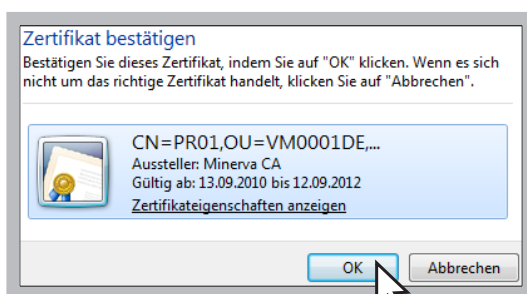 Zertifikat bestätigen
Bestätigen Sie dieses Zertifikat, indem Sie auf "OK" klicken. Wenn es sich
nicht um das richtige Zertifikat handelt, klicken Sie auf "Abbrechen".
CN=PR01,OU=VM0001DE,...
Aussteller: Minerva CA
Gültig ab: 13.09.2010 bis 12.09.2012
Zertifikateigenschaften anzeigen
OK
Abbrechen